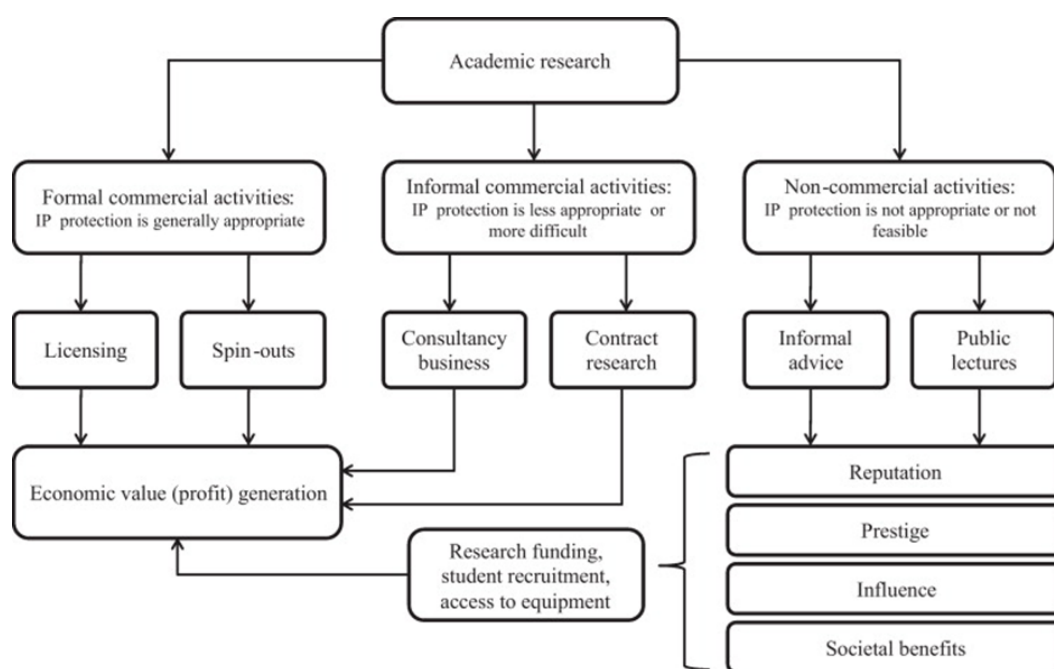 Academic research
Formal commercial activities:
IP protection is generally appropriate
Informal commercial activities:
IP protection is less appropriate or
more difficult
Non-commercial activities:
IP protection is not appropriate or not
feasible
Licensing
Spin-outs
Consultancy
business
Contract
research
Informal
advice
Public
lectures
Economic value (profit) generation
Research funding,
student recruitment,
access to equipment
Reputation
Prestige
Influence
Societal benefits